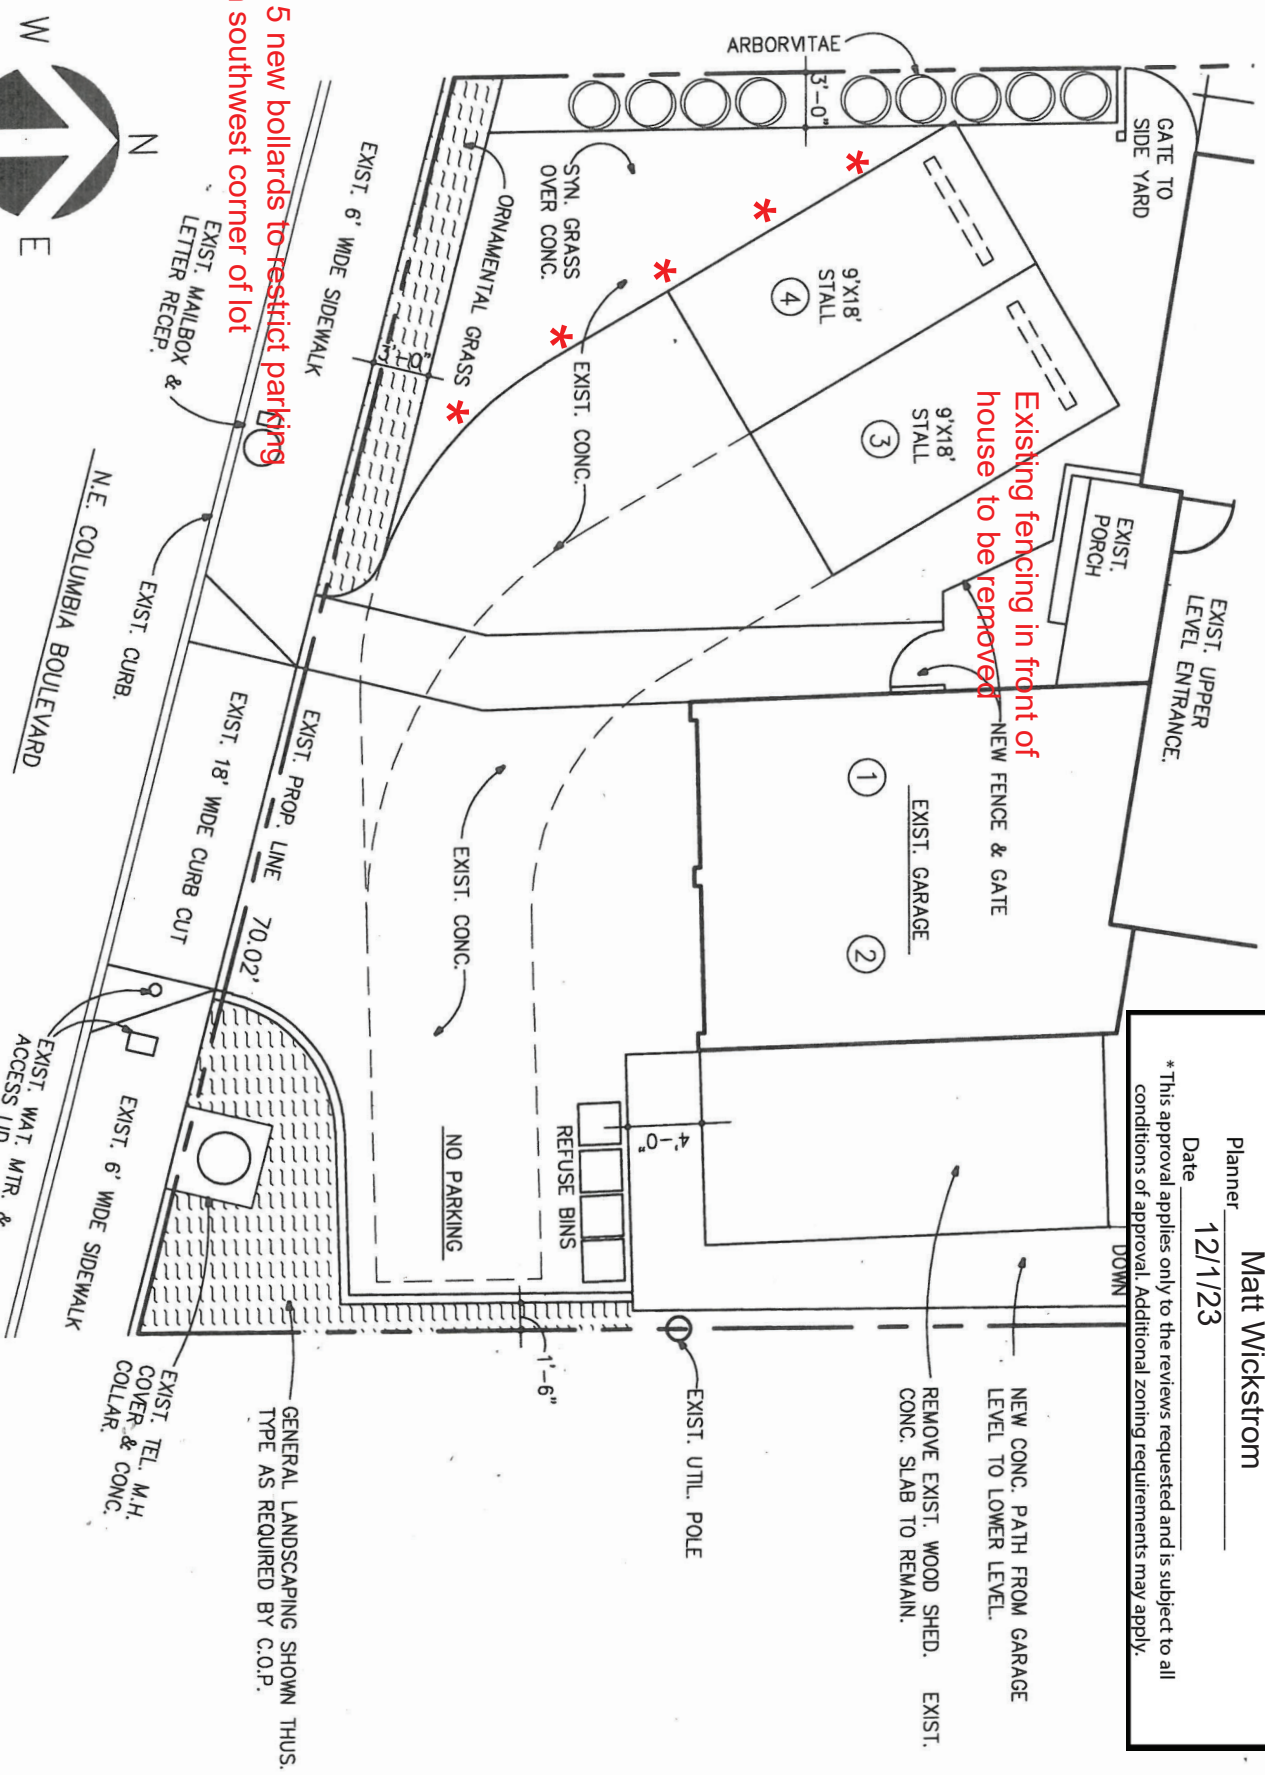 Planner Matt Wickstrom
Date 12/1/23
*This approval applies only to the reviews requested and is subject to all
conditions of approval. Additional zoning requirements may apply.
ARBORVITAE
3'-0"
GATE TO
SIDE YARD
SYN. GRASS
OVER CONC.
ORNAMENTAL GRASS
9'X18'
STALL
4
9'X18'
STALL
3
Existing fencing in front of
house to be removed
EXIST.
PORCH
EXIST. UPPER
LEVEL ENTRANCE.
NEW FENCE & GATE
1
EXIST. GARAGE
2
EXIST. CONC.
EXIST. CONC.
3'-0"
5 new bollards to restrict parking
southwest corner of lot
W
N
E
EXIST. 6' WIDE SIDEWALK
EXIST. MAILBOX &
LETTER RECEP.
N.E. COLUMBIA BOULEVARD
EXIST. CURB.
EXIST. 18' WIDE CURB CUT
EXIST. PROP. LINE 70.02'
EXIST. WAT. MTR. &
ACCESS LID
EXIST. 6' WIDE SIDEWALK
NO PARKING
REFUSE BINS
4'-0"
DOWN
1'-6"
EXIST. UTIL. POLE
NEW CONC. PATH FROM GARAGE
LEVEL TO LOWER LEVEL.
REMOVE EXIST. WOOD SHED. EXIST.
CONC. SLAB TO REMAIN.
GENERAL LANDSCAPING SHOWN THUS.
TYPE AS REQUIRED BY C.O.P.
EXIST. TEL. M.H.
COVER & CONC.
COLLAR.